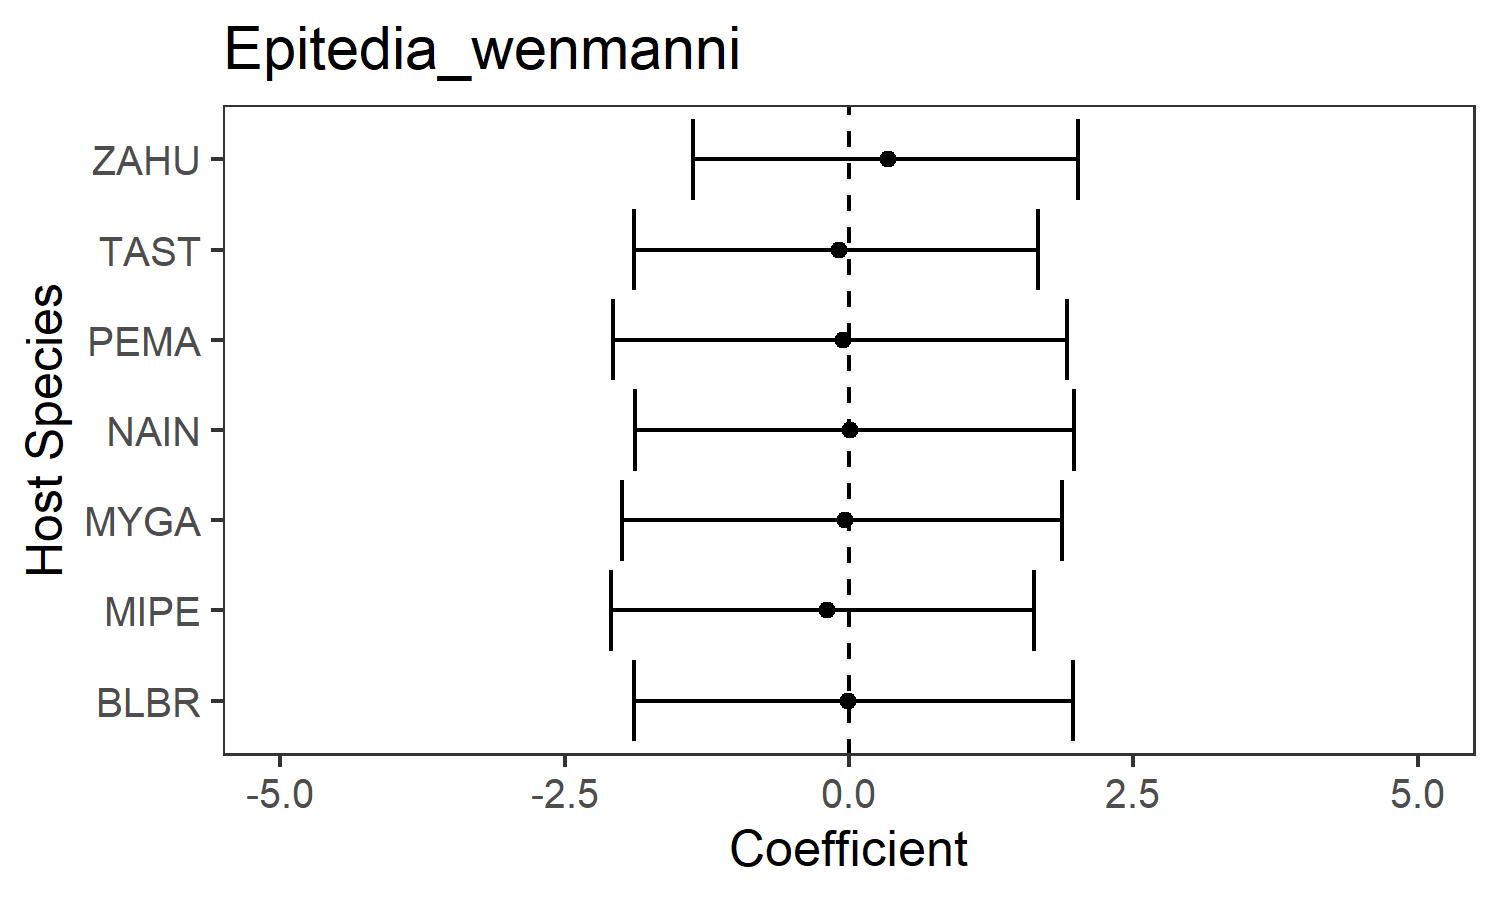 Epitedia_wenmanni
Host Species
ZAHU
TAST
PEMA
NAIN
MYGA
MIPE
BLBR
-5.0 -2.5 0.0 2.5 5.0
Coefficient